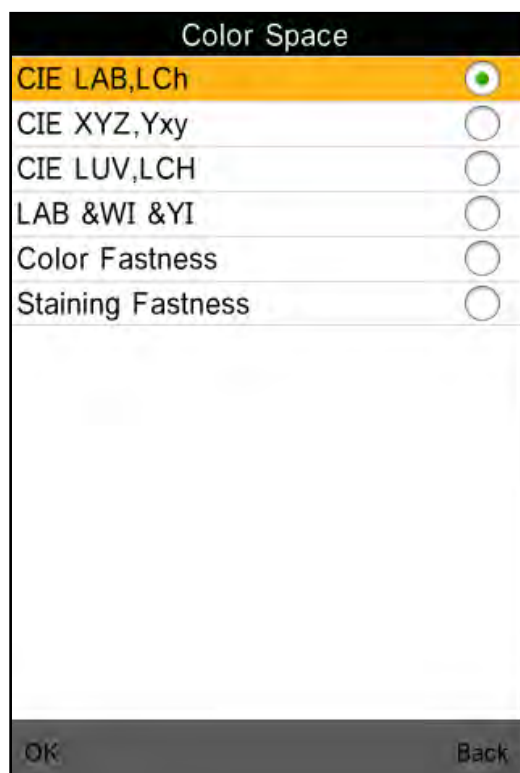 Color Space
CIE LAB,LCh
CIE XYZ,Yxy
CIE LUV,LCH
LAB &WI &YI
Color Fastness
Staining Fastness
OK Back